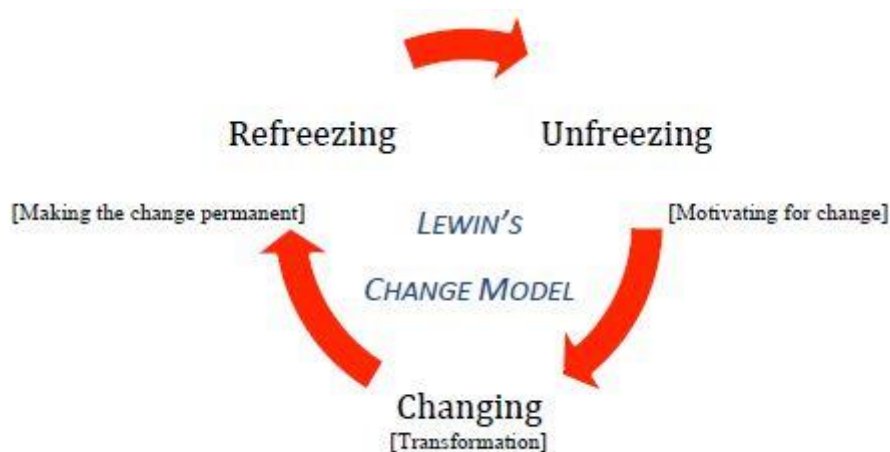 Refreezing
Unfreezing
[Making the change permanent]
[Motivating for change]
LEWIN'S
CHANGE MODEL
Changing
[Transformation]